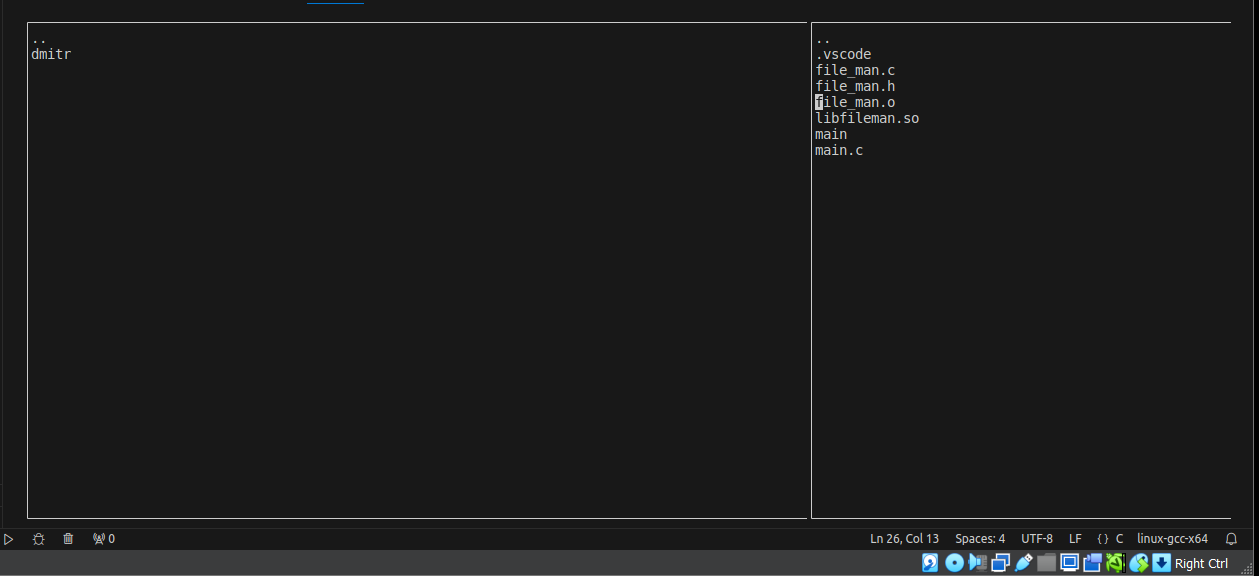 ..
dmitr
..
.vscode
file_man.c
file_man.h
file_man.o
libfileman.so
main
main.c
0
Ln 26, Col 13 Spaces: 4 UTF-8 LF {} C linux-gcc-x64
Right Ctrl